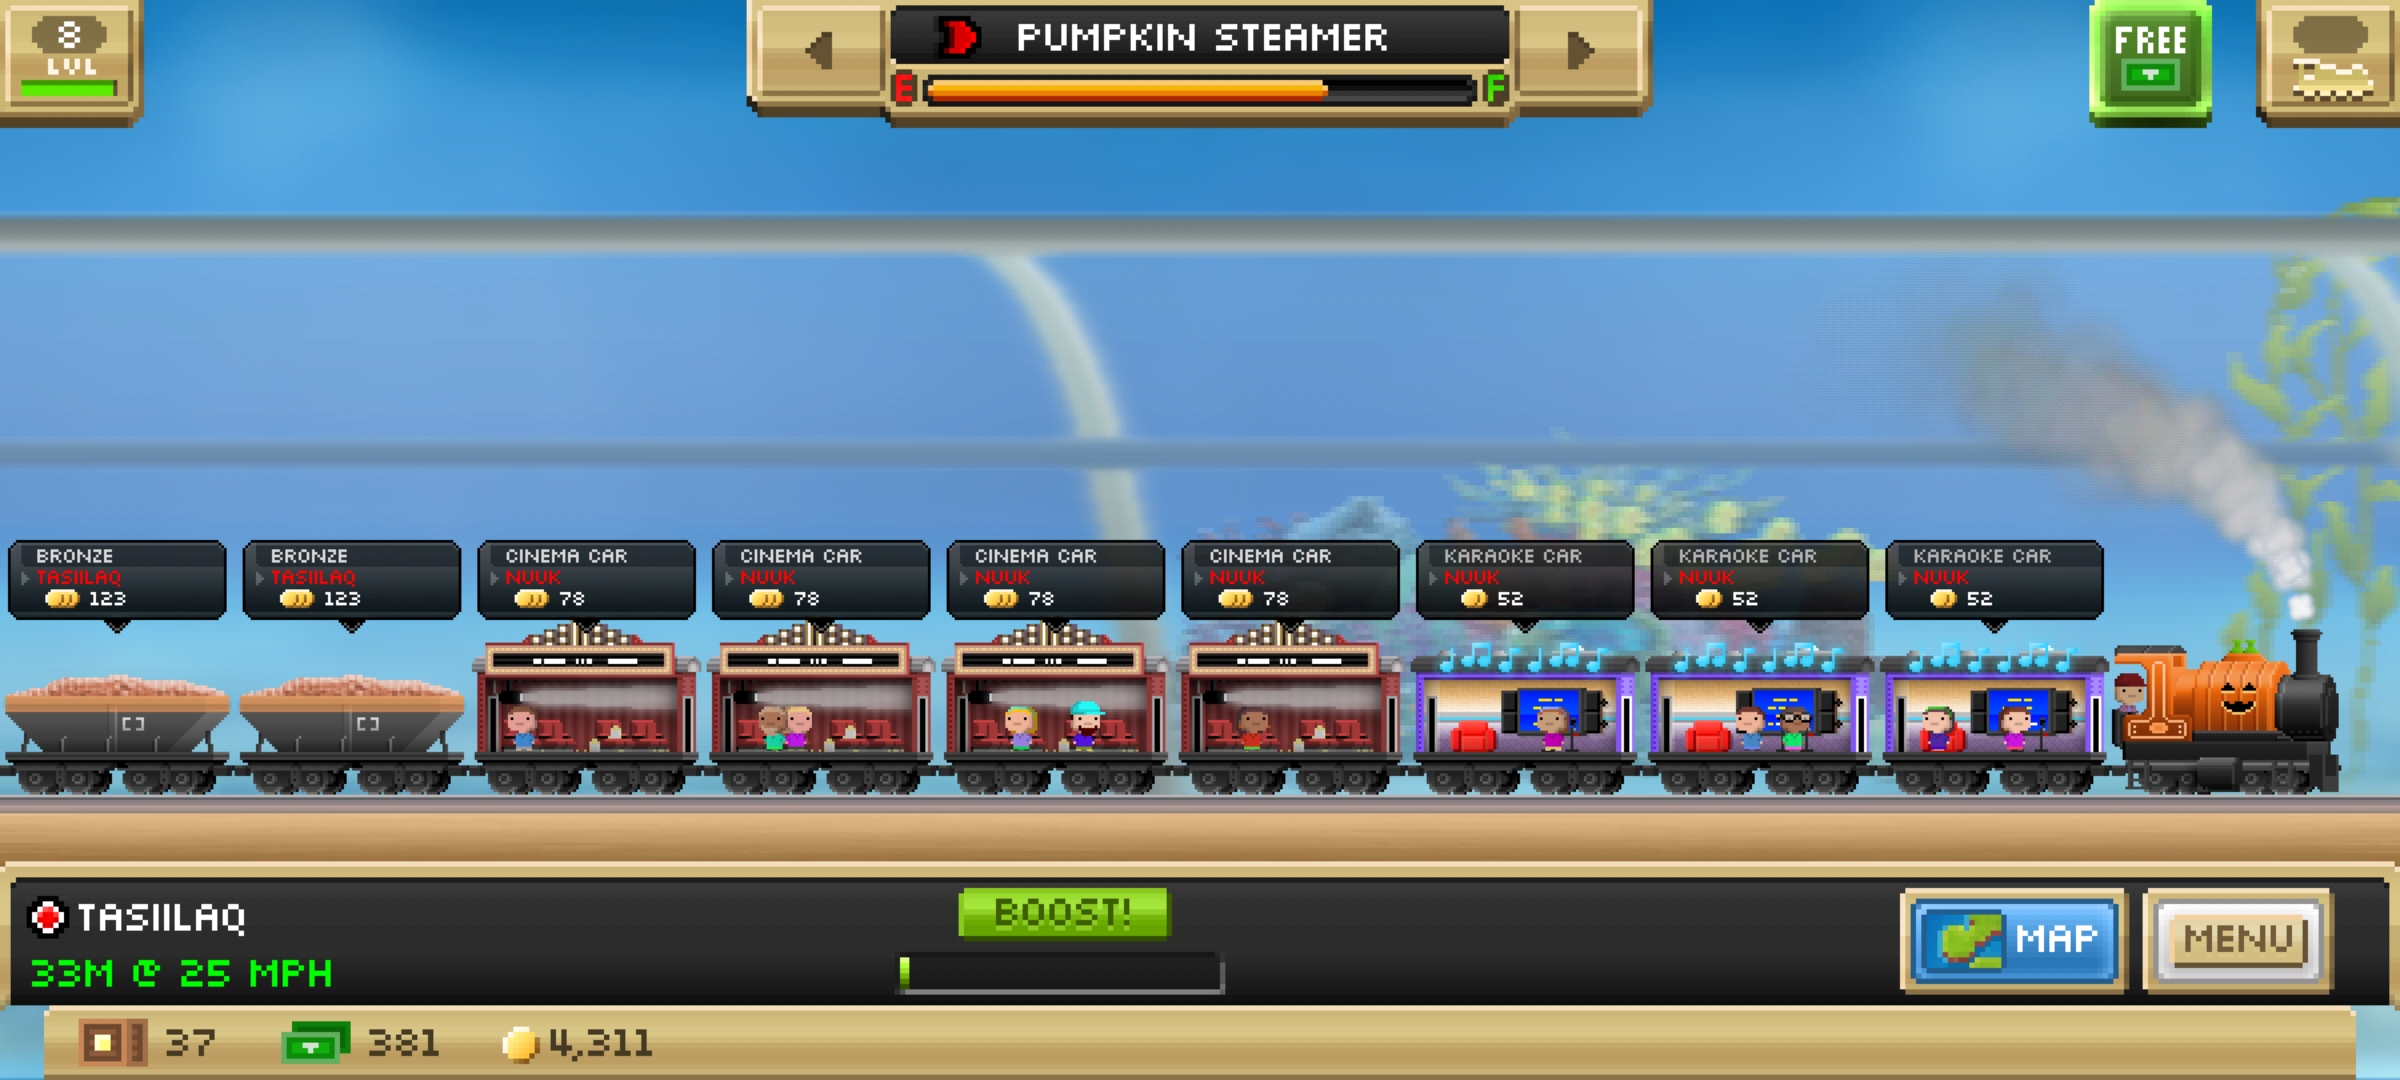 8
LVL
PUMPKIN STEAMER
E F
FREE
BRONZE
TASIILAQ
123
BRONZE
TASIILAQ
123
CINEMA CAR
NUUK
78
CINEMA CAR
NUUK
78
CINEMA CAR
NUUK
78
CINEMA CAR
NUUK
78
KARAOKE CAR
NUUK
52
KARAOKE CAR
NUUK
52
KARAOKE CAR
NUUK
52
TASIILAQ
33M @ 25 MPH
BOOST!
MAP
MENU
37
381
4,311